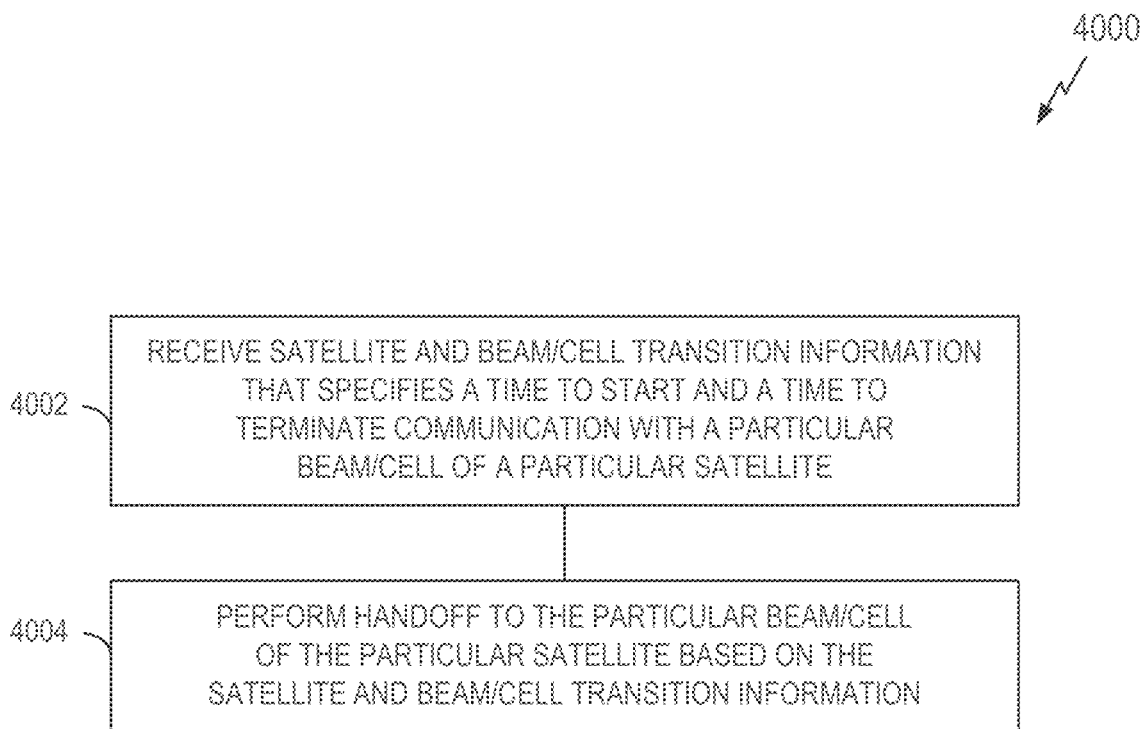 4000
4002
RECEIVE SATELLITE AND BEAM/CELL TRANSITION INFORMATION
THAT SPECIFIES A TIME TO START AND A TIME TO
TERMINATE COMMUNICATION WITH A PARTICULAR
BEAM/CELL OF A PARTICULAR SATELLITE
4004
PERFORM HANDOFF TO THE PARTICULAR BEAM/CELL
OF THE PARTICULAR SATELLITE BASED ON THE
SATELLITE AND BEAM/CELL TRANSITION INFORMATION